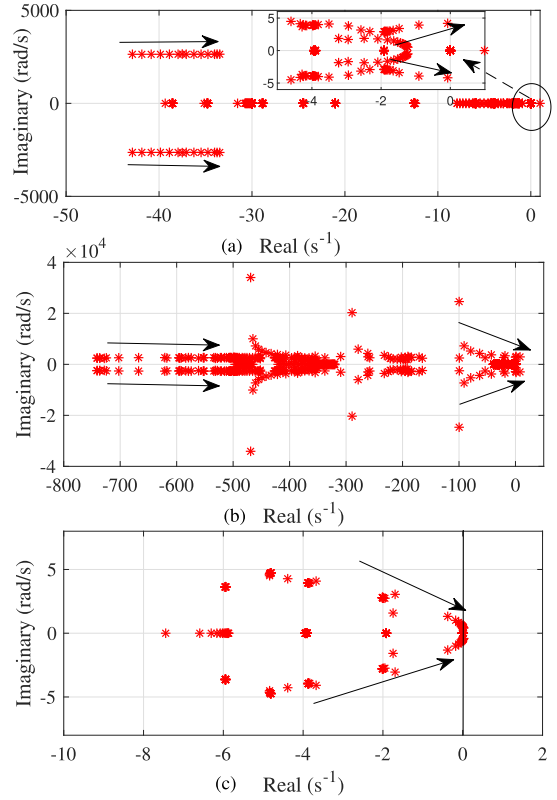 5000
0
-5000
Imaginary (rad/s)
5
0
-5
-4 -2 0
-50 -40 -30 -20 -10 0
(a) Real (s⁻¹)
×10⁴
4
2
0
-2
-4
Imaginary (rad/s)
-800 -700 -600 -500 -400 -300 -200 -100 0
(b) Real (s⁻¹)
5
0
-5
Imaginary (rad/s)
-10 -8 -6 -4 -2 0 2
(c) Real (s⁻¹)